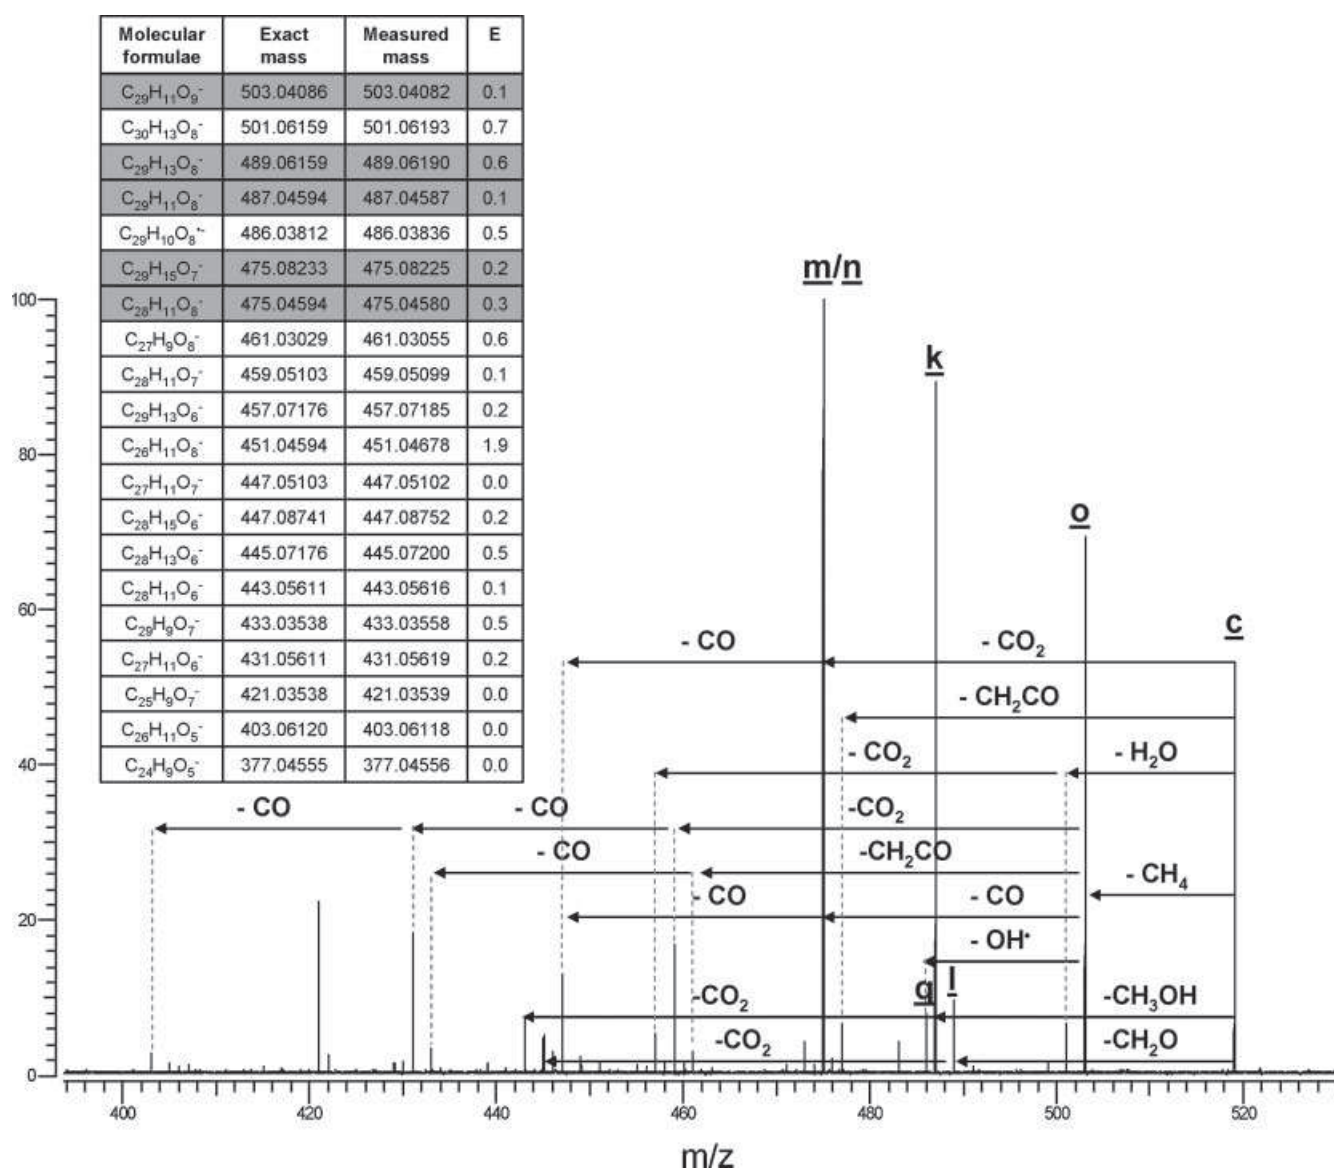 Molecular formulae Exact mass Measured mass E
C₂₉H₁₁O₉⁻ 503.04086 503.04082 0.1
C₃₀H₁₃O₈⁻ 501.06159 501.06193 0.7
C₂₉H₁₃O₈⁻ 489.06159 489.06190 0.6
C₂₉H₁₁O₈⁻ 487.04594 487.04587 0.1
C₂₉H₁₀O₈•⁻ 486.03812 486.03836 0.5
C₂₉H₁₅O₇⁻ 475.08233 475.08225 0.2
C₂₈H₁₁O₈⁻ 475.04594 475.04580 0.3
C₂₇H₉O₈⁻ 461.03029 461.03055 0.6
C₂₈H₁₁O₇⁻ 459.05103 459.05099 0.1
C₂₉H₁₃O₆⁻ 457.07176 457.07185 0.2
C₂₆H₁₁O₈⁻ 451.04594 451.04678 1.9
C₂₇H₁₁O₇⁻ 447.05103 447.05102 0.0
C₂₈H₁₅O₆⁻ 447.08741 447.08752 0.2
C₂₈H₁₃O₆⁻ 445.07176 445.07200 0.5
C₂₈H₁₁O₆⁻ 443.05611 443.05616 0.1
C₂₉H₉O₇⁻ 433.03538 433.03558 0.5
C₂₇H₁₁O₆⁻ 431.05611 431.05619 0.2
C₂₅H₉O₇⁻ 421.03538 421.03539 0.0
C₂₆H₁₁O₅⁻ 403.06120 403.06118 0.0
C₂₄H₉O₅⁻ 377.04555 377.04556 0.0
m/n
k
o
c
- CO - CO₂
- CH₂CO
- CO₂ - H₂O
- CO - CO -CO₂
- CO -CH₂CO
- CH₄
- CO - CO
- OH•
q l
-CO₂ -CH₃OH
-CO₂ -CH₂O
100
80
60
40
20
0
400 420 440 460 480 500 520
m/z